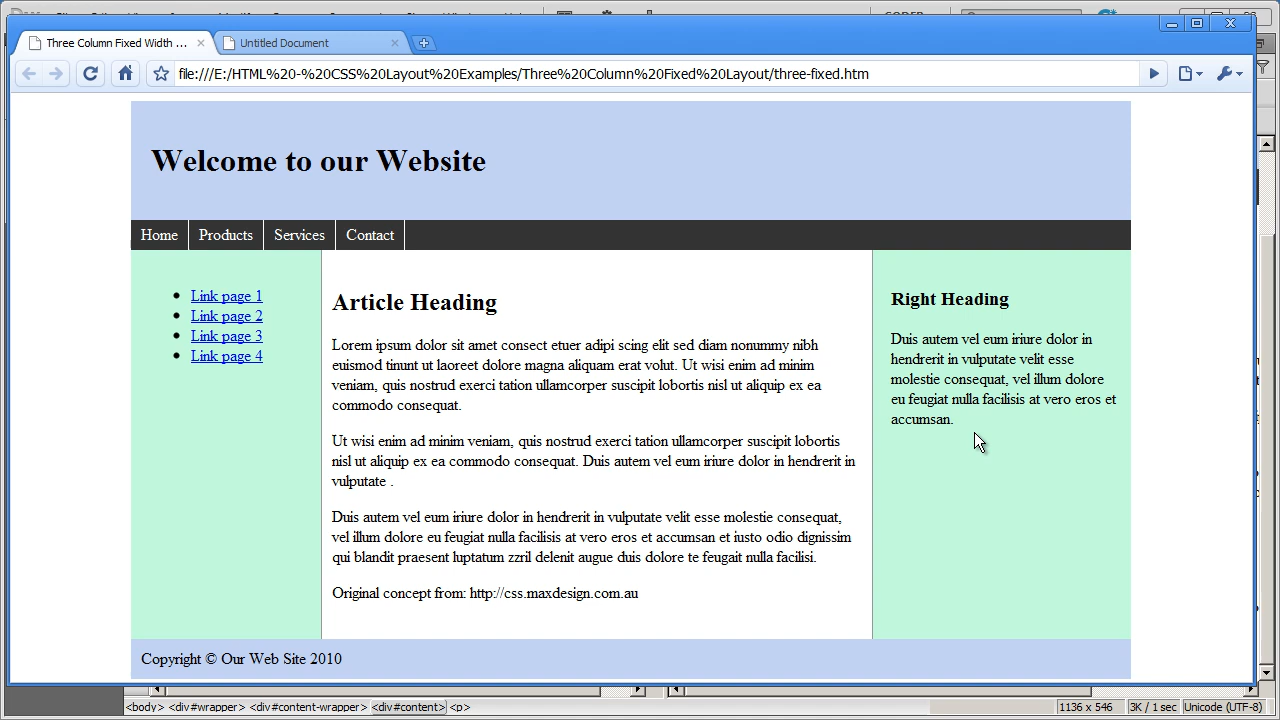 Three Column Fixed Width ...
Untitled Document
file:///E:/HTML%20-%20CSS%20Layout%20Examples/Three%20Column%20Fixed%20Layout/three-fixed.htm
Welcome to our Website
Home
Products
Services
Contact
Link page 1
Link page 2
Link page 3
Link page 4
Article Heading
Lorem ipsum dolor sit amet consect etuer adipi scing elit sed diam nonummy nibh
euismod tinunt ut laoreet dolore magna aliquam erat volut. Ut wisi enim ad minim
veniam, quis nostrud exerci tation ullamcorper suscipit lobortis nisl ut aliquip ex ea
commodo consequat.
Ut wisi enim ad minim veniam, quis nostrud exerci tation ullamcorper suscipit lobortis
nisl ut aliquip ex ea commodo consequat. Duis autem vel eum iriure dolor in hendrerit in
vulputate .
Duis autem vel eum iriure dolor in hendrerit in vulputate velit esse molestie consequat,
vel illum dolore eu feugiat nulla facilisis at vero eros et accumsan et iusto odio dignissim
qui blandit praesent luptatum zzril delenit augue duis dolore te feugait nulla facilisi.
Original concept from: http://css.maxdesign.com.au
Right Heading
Duis autem vel eum iriure dolor in
hendrerit in vulputate velit esse
molestie consequat, vel illum dolore
eu feugiat nulla facilisis at vero eros et
accumsan.
Copyright © Our Web Site 2010
<body> <div#wrapper> <div#content-wrapper> <div#content> <p>
1136 x 546
3K / 1 sec
Unicode (UTF-8)